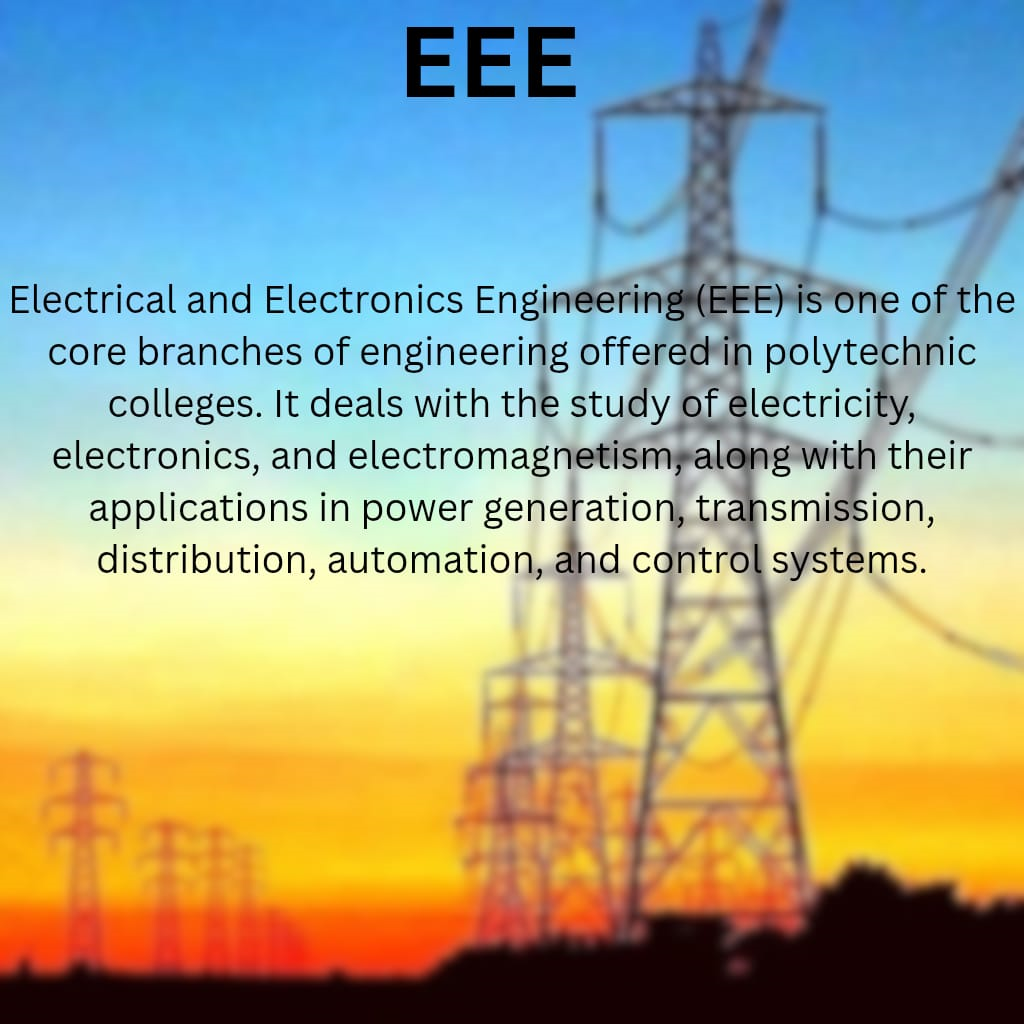 EEE
Electrical and Electronics Engineering (EEE) is one of the
core branches of engineering offered in polytechnic
colleges. It deals with the study of electricity,
electronics, and electromagnetism, along with their
applications in power generation, transmission,
distribution, automation, and control systems.